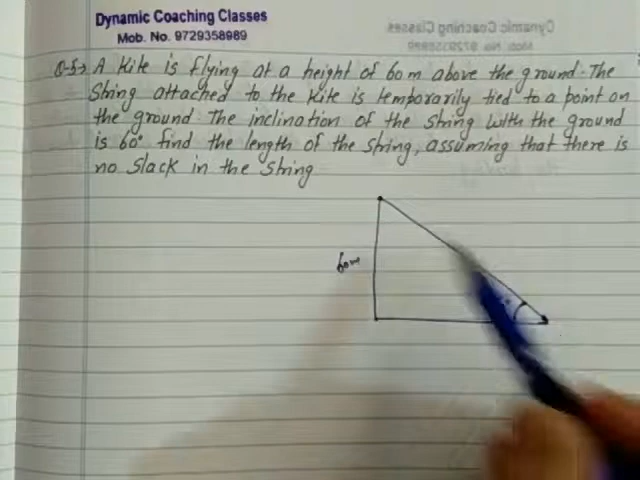 Dynamic Coaching Classes
Mob. No. 9729358989
Q-5→ A kite is flying at a height of 60 m above the ground. The
string attached to the kite is temporarily tied to a point on
the ground. The inclination of the string with the ground
is 60° find the length of the string, assuming that there is
no slack in the string
60m